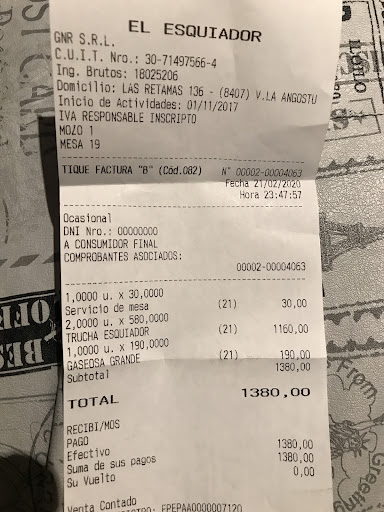 EL ESQUIADOR
GNR S.R.L.
C.U.I.T. Nro.: 30-71497566-4
Ing. Brutos: 18025206
Domicilio: LAS RETAMAS 136 - (8407) V.LA ANGOSTU
Inicio de Actividades: 01/11/2017
IVA RESPONSABLE INSCRIPTO
MOZO 1
MESA 19
TIQUE FACTURA "B" (Cód.082) N° 00002-00004063
Fecha 21/02/2020
Hora 23:47:57
Ocasional
DNI Nro.: 00000000
A CONSUMIDOR FINAL
COMPROBANTES ASOCIADOS:
00002-00004063
1,0000 u. x 30,0000
Servicio de mesa (21) 30,00
2,0000 u. x 580,0000
TRUCHA ESQUIADOR (21) 1160,00
1,0000 u. x 190,0000
GASEOSA GRANDE (21) 190,00
Subtotal 1380,00
TOTAL 1380,00
RECIBI/MOS
PAGO
Efectivo 1380,00
Suma de sus pagos 1380,00
Su Vuelto 0,00
Venta Contado
From
Greeting